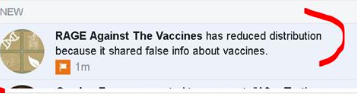 NEW
RAGE Against The Vaccines has reduced distribution
because it shared false info about vaccines.
1m